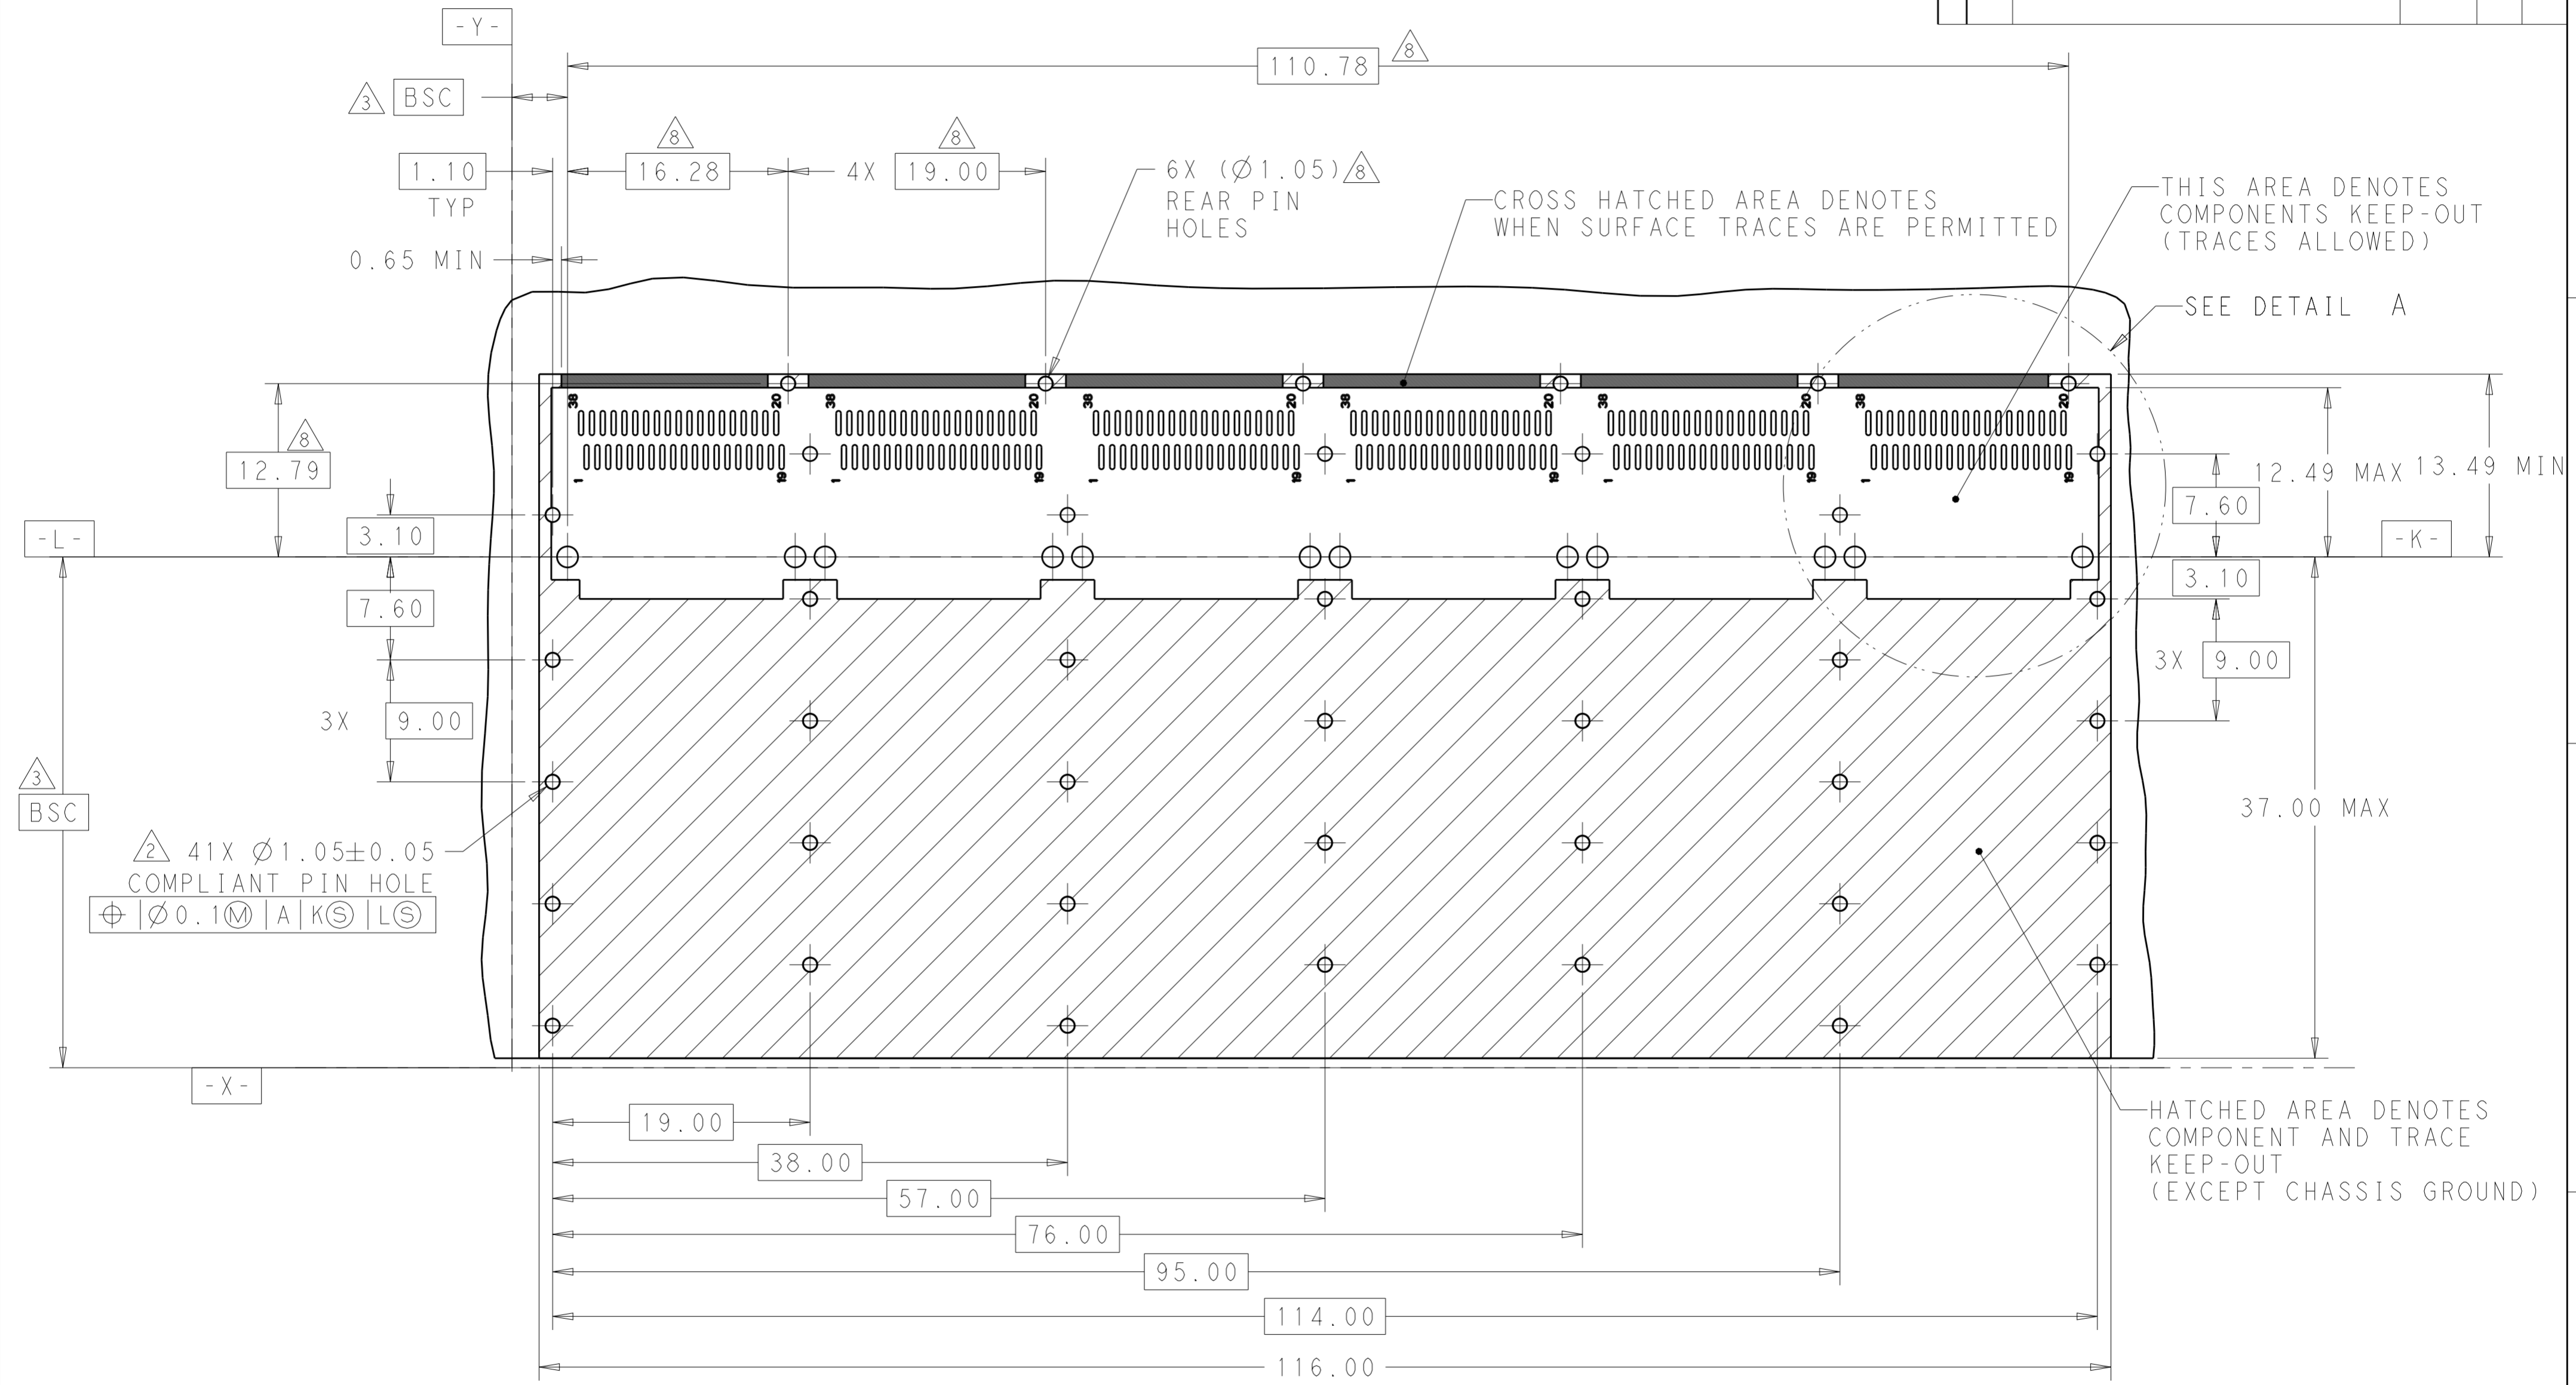 -Y-
110.78 8
3 BSC
8 8
1.10 16.28 4X 19.00
TYP
6X (Ø1.05) 8
REAR PIN
HOLES
CROSS HATCHED AREA DENOTES
WHEN SURFACE TRACES ARE PERMITTED
THIS AREA DENOTES
COMPONENTS KEEP-OUT
(TRACES ALLOWED)
0.65 MIN
SEE DETAIL A
38 20 38 20 38 20 38 20 38 20 38 20
1 19 1 19 1 19 1 19 1 19 1 19
8
12.79
12.49 MAX 13.49 MIN
7.60
3.10
-L-
-K-
3.10
7.60
3X 9.00
3X 9.00
3
BSC
37.00 MAX
2 41X Ø1.05±0.05
COMPLIANT PIN HOLE
⌖ |Ø0.1Ⓜ|A|KⓈ|LⓈ
-X-
HATCHED AREA DENOTES
COMPONENT AND TRACE
KEEP-OUT
(EXCEPT CHASSIS GROUND)
19.00
38.00
57.00
76.00
95.00
114.00
116.00